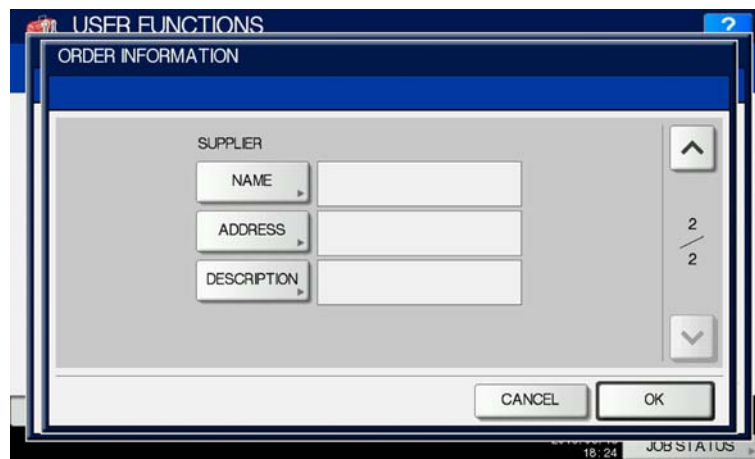 USER FUNCTIONS
?
ORDER INFORMATION
SUPPLIER
NAME
ADDRESS
DESCRIPTION
2
2
CANCEL
OK
18:24
JOB STATUS